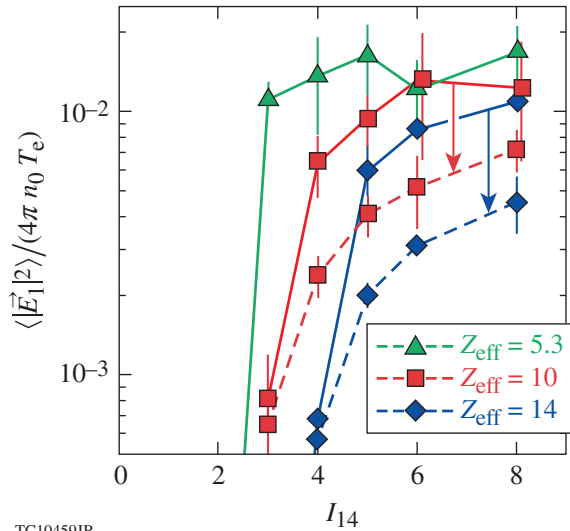 ⟨|E⃗₁|²⟩/(4π n₀ Tₑ)
10⁻²
10⁻³
0
2
4
6
8
I₁₄
Z_eff = 5.3
Z_eff = 10
Z_eff = 14